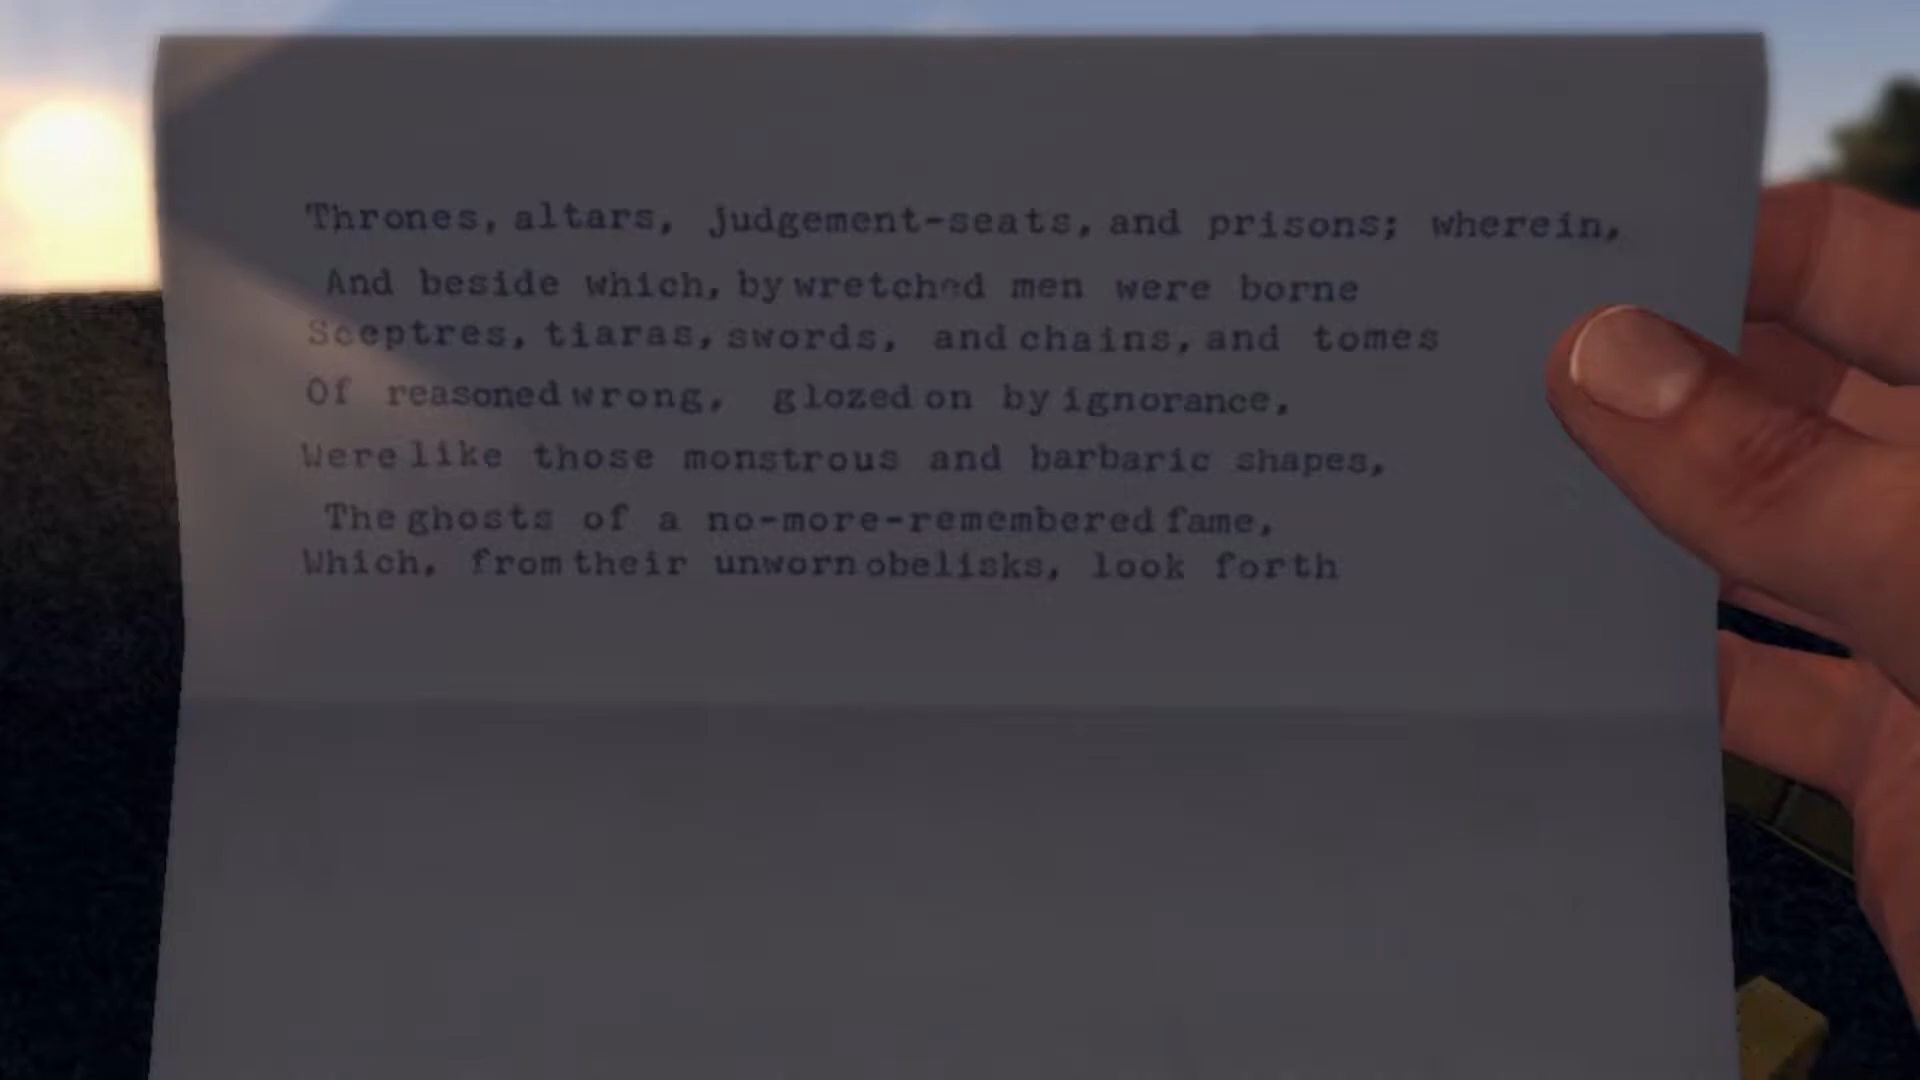 Thrones, altars, judgement-seats, and prisons; wherein,
And beside which, by wretched men were borne
Sceptres, tiaras, swords, and chains, and tomes
Of reasoned wrong, glozed on by ignorance,
Were like those monstrous and barbaric shapes,
The ghosts of a no-more-remembered fame,
Which, from their unworn obelisks, look forth